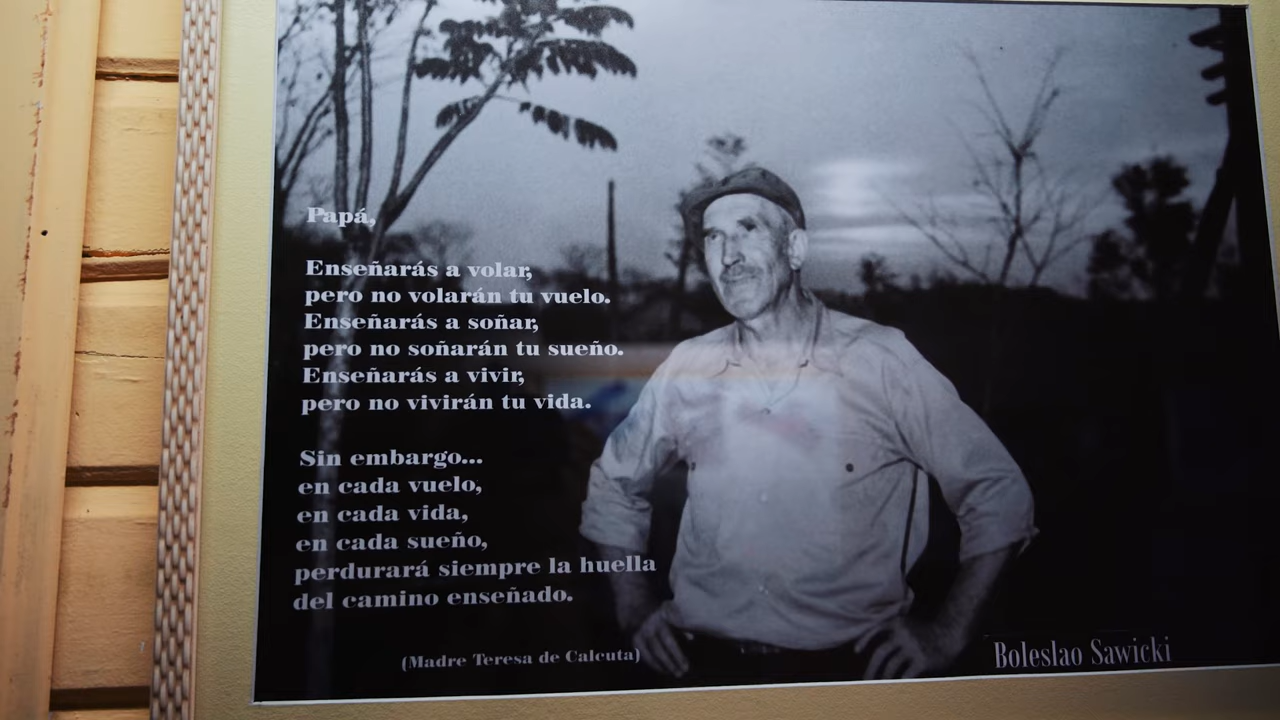 Papá,
Enseñarás a volar,
pero no volarán tu vuelo.
Enseñarás a soñar,
pero no soñarán tu sueño.
Enseñarás a vivir,
pero no vivirán tu vida.
Sin embargo...
en cada vuelo,
en cada vida,
en cada sueño,
perdurará siempre la huella
del camino enseñado.
(Madre Teresa de Calcuta)
Boleslao Sawicki